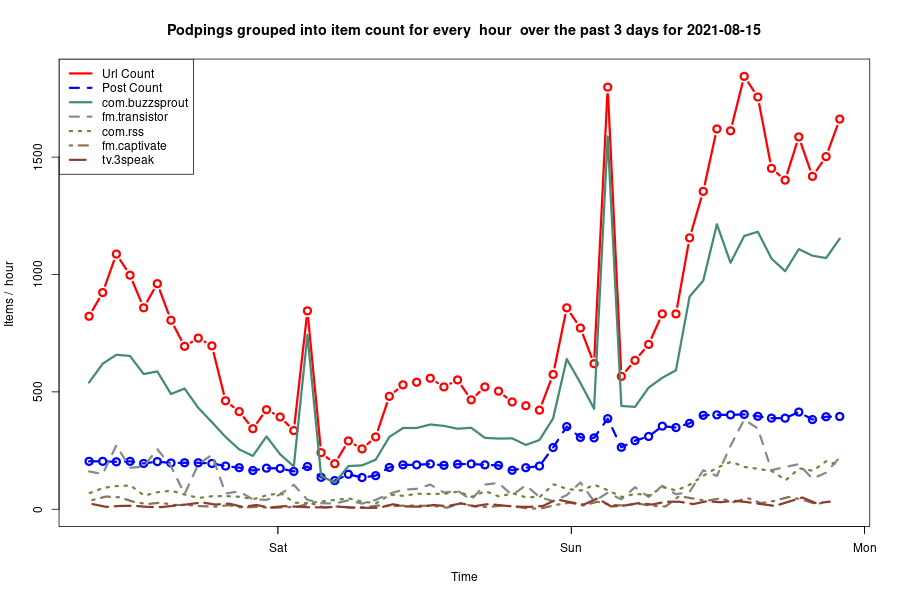 Podpings grouped into item count for every  hour  over the past 3 days for 2021-08-15
Url Count
Post Count
com.buzzsprout
fm.transistor
com.rss
fm.captivate
tv.3speak
Items / hour
1500
1000
500
0
Sat
Sun
Mon
Time